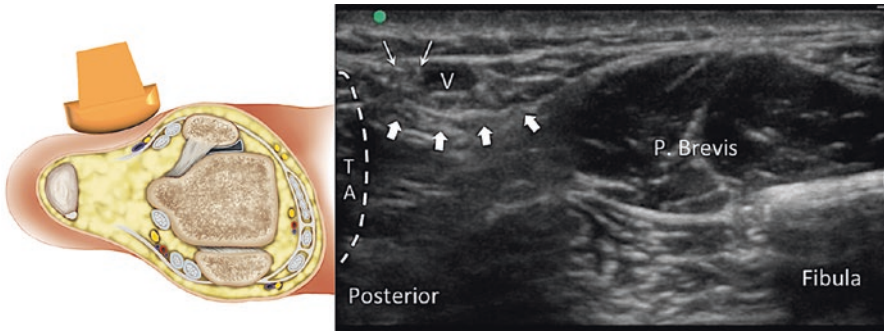 V
P. Brevis
T
A
Posterior
Fibula